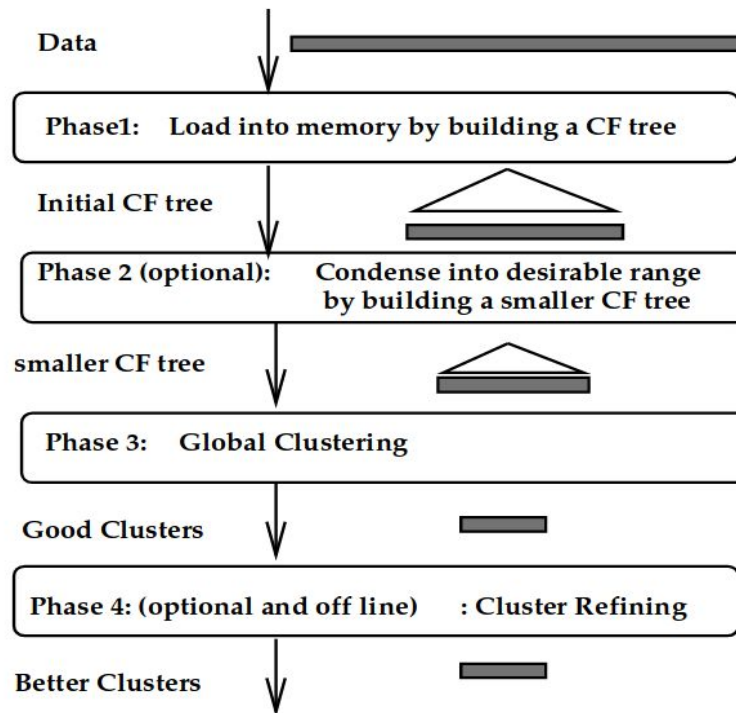 Data
Phase1: Load into memory by building a CF tree
Initial CF tree
Phase 2 (optional): Condense into desirable range
by building a smaller CF tree
smaller CF tree
Phase 3: Global Clustering
Good Clusters
Phase 4: (optional and off line) : Cluster Refining
Better Clusters